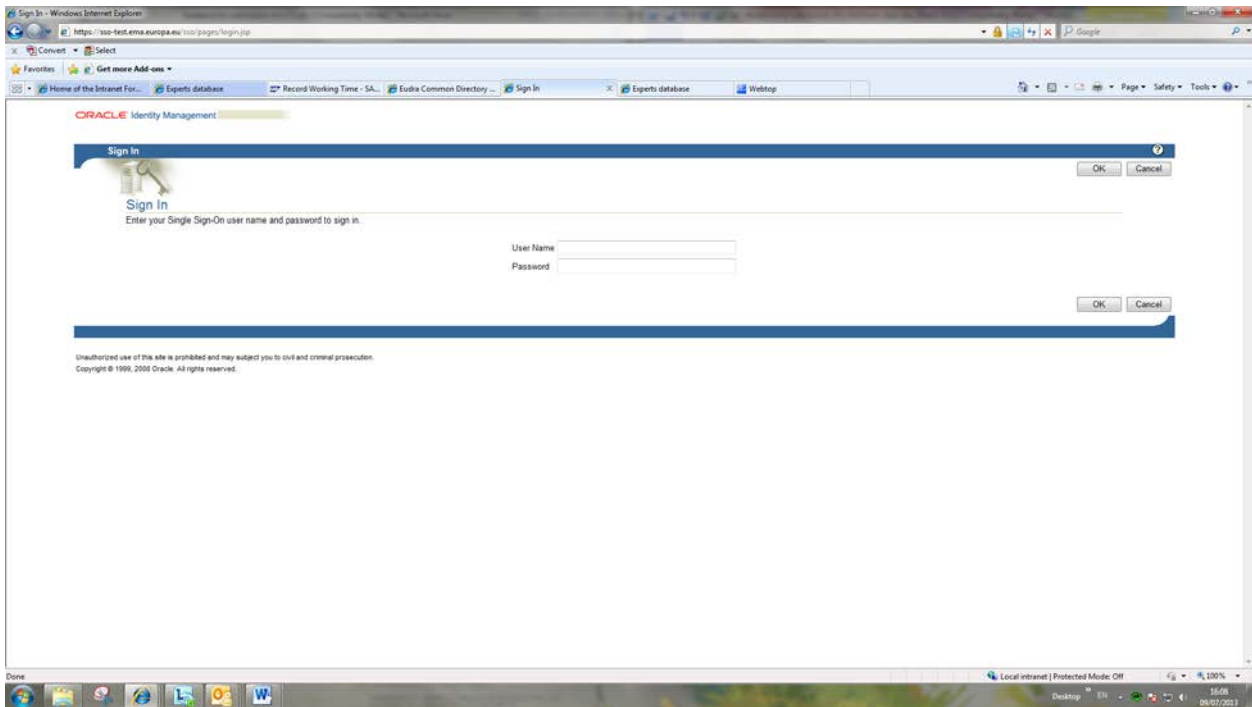 Sign In - Windows Internet Explorer
https://sso-test.ema.europa.eu/sso/pages/login.jsp
Google
x Convert Select
Favorites Get more Add-ons
Home of the Intranet For... Experts database Record Working Time - SA... Eudra Common Directory ... Sign In X Experts database Webtop
Page Safety Tools
ORACLE Identity Management
Sign In ?
OK Cancel
Sign In
Enter your Single Sign-On user name and password to sign in.
User Name
Password
OK Cancel
Unauthorized use of this site is prohibited and may subject you to civil and criminal prosecution.
Copyright © 1999, 2008 Oracle. All rights reserved.
Done Local intranet | Protected Mode: Off 100%
Desktop EN 16:08
09/07/2013